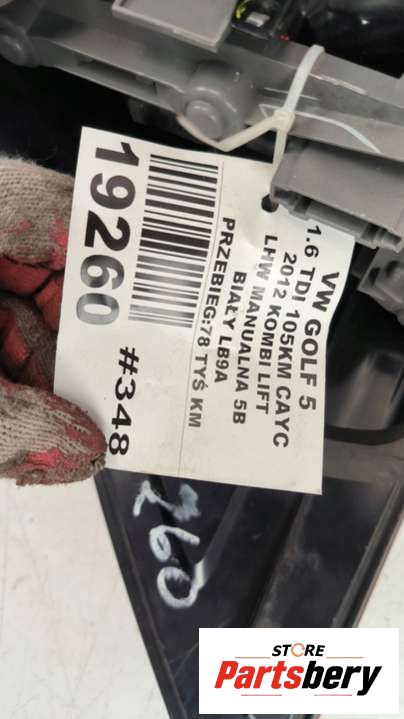 VW GOLF 5
1.6 TDI 105KM CAYC
2012 KOMBI LIFT
LHW MANUALNA 5B
BIAŁY LB9A
PRZEBIEG:78 TYŚ KM
19260
#348
260
STORE
Partsbery